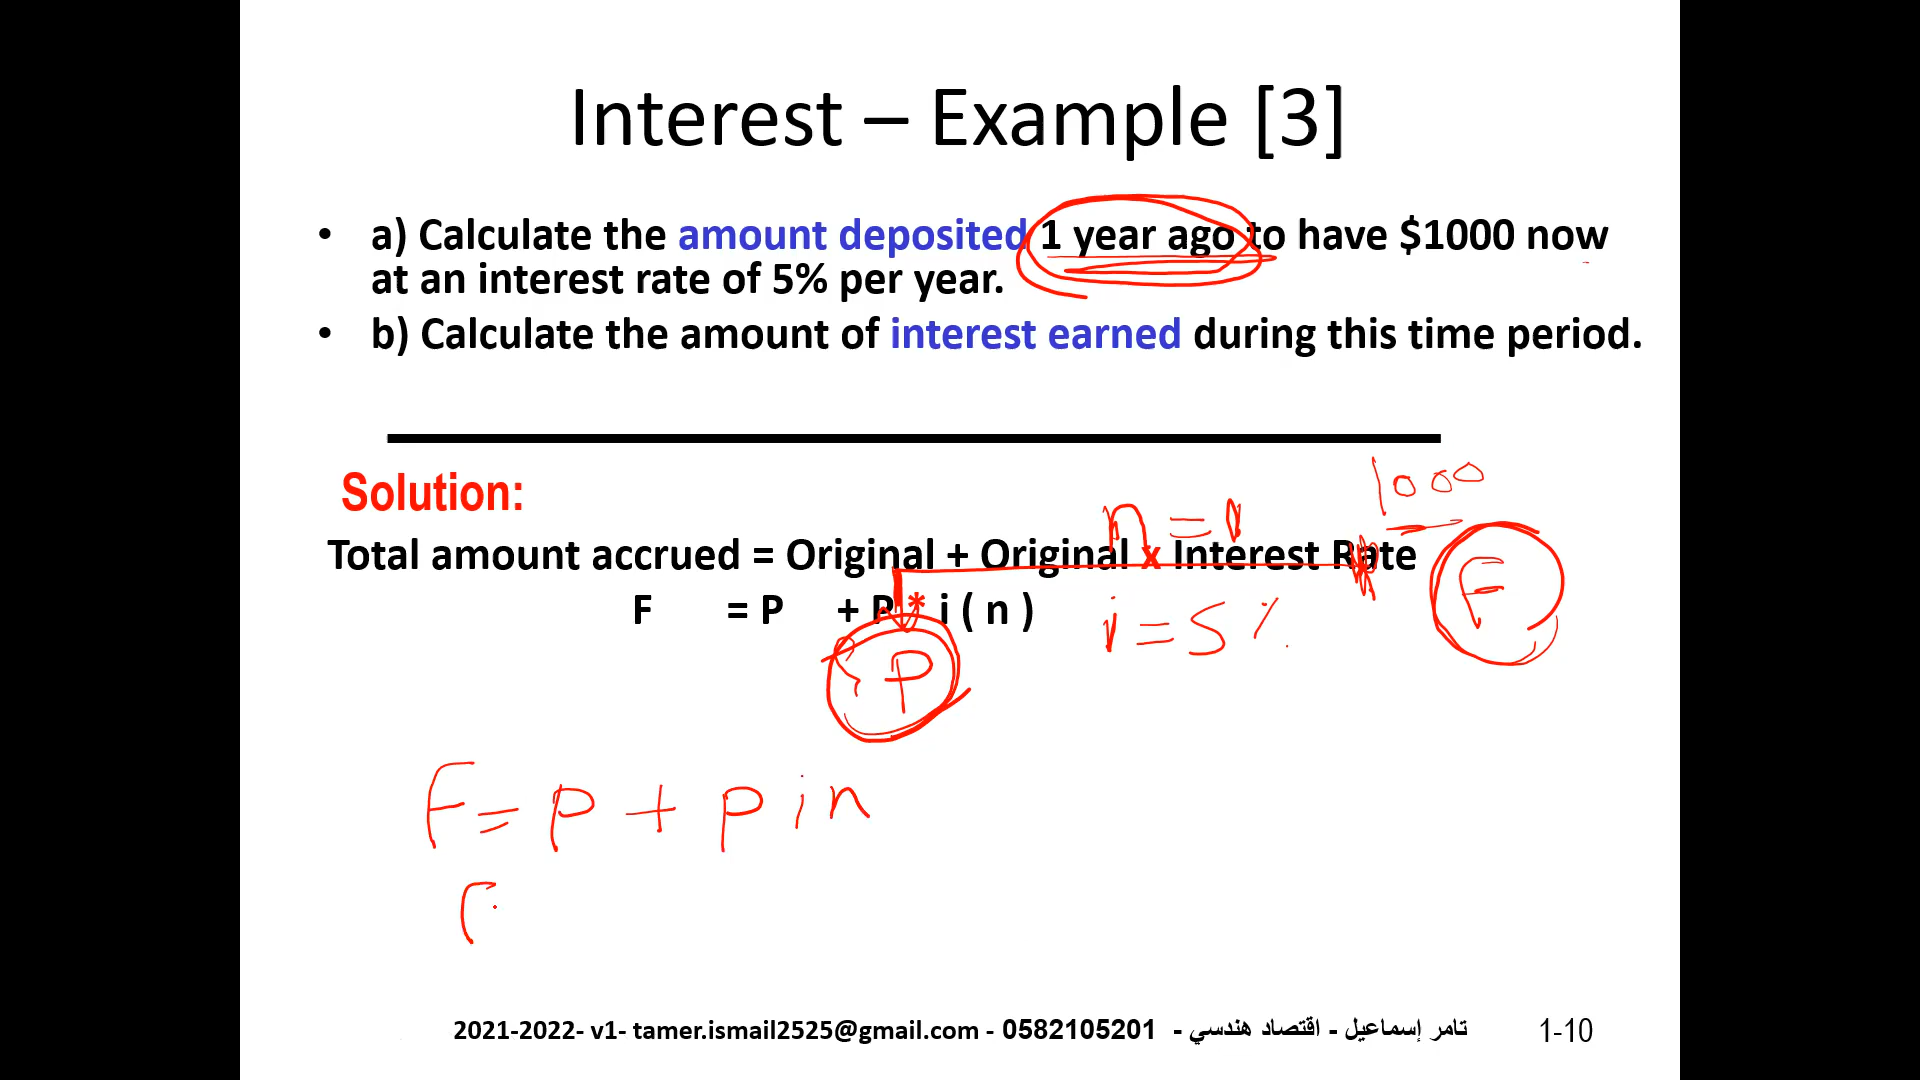 Interest – Example [3]
• a) Calculate the amount deposited 1 year ago to have $1000 now
at an interest rate of 5% per year.
• b) Calculate the amount of interest earned during this time period.
Solution:
1000
n = 1
Total amount accrued = Original + Original x Interest Rate
F = P + P * i ( n )
i = 5 %
F
P
F = P + P i n
2021-2022- v1- tamer.ismail2525@gmail.com - 0582105201 - تامر إسماعيل - اقتصاد هندسي
1-10